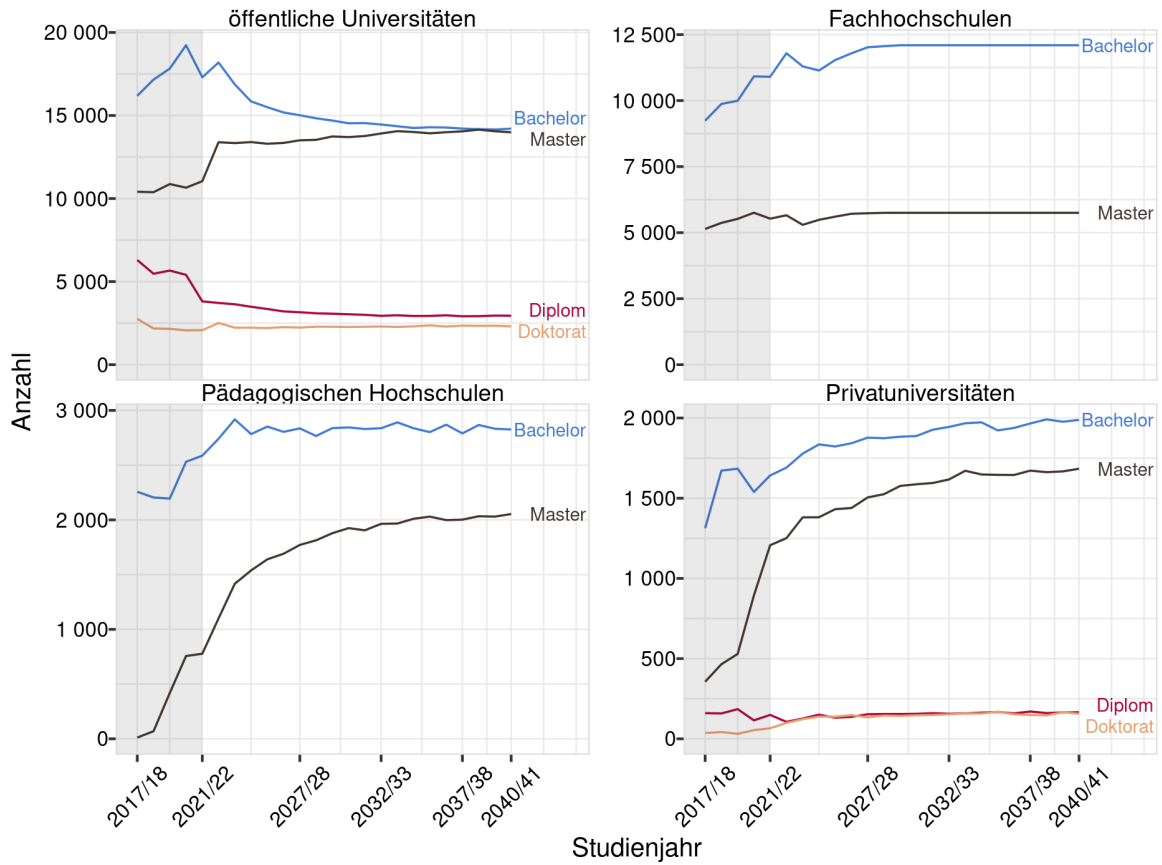 öffentliche Universitäten
20 000
15 000
10 000
5 000
0
Bachelor
Master
Diplom
Doktorat
Fachhochschulen
12 500
10 000
7 500
5 000
2 500
0
Bachelor
Master
Anzahl
Pädagogischen Hochschulen
3 000
2 000
1 000
0
Bachelor
Master
2017/18
2021/22
2027/28
2032/33
2037/38
2040/41
Privatuniversitäten
2 000
1 500
1 000
500
0
Bachelor
Master
Diplom
Doktorat
2017/18
2021/22
2027/28
2032/33
2037/38
2040/41
Studienjahr